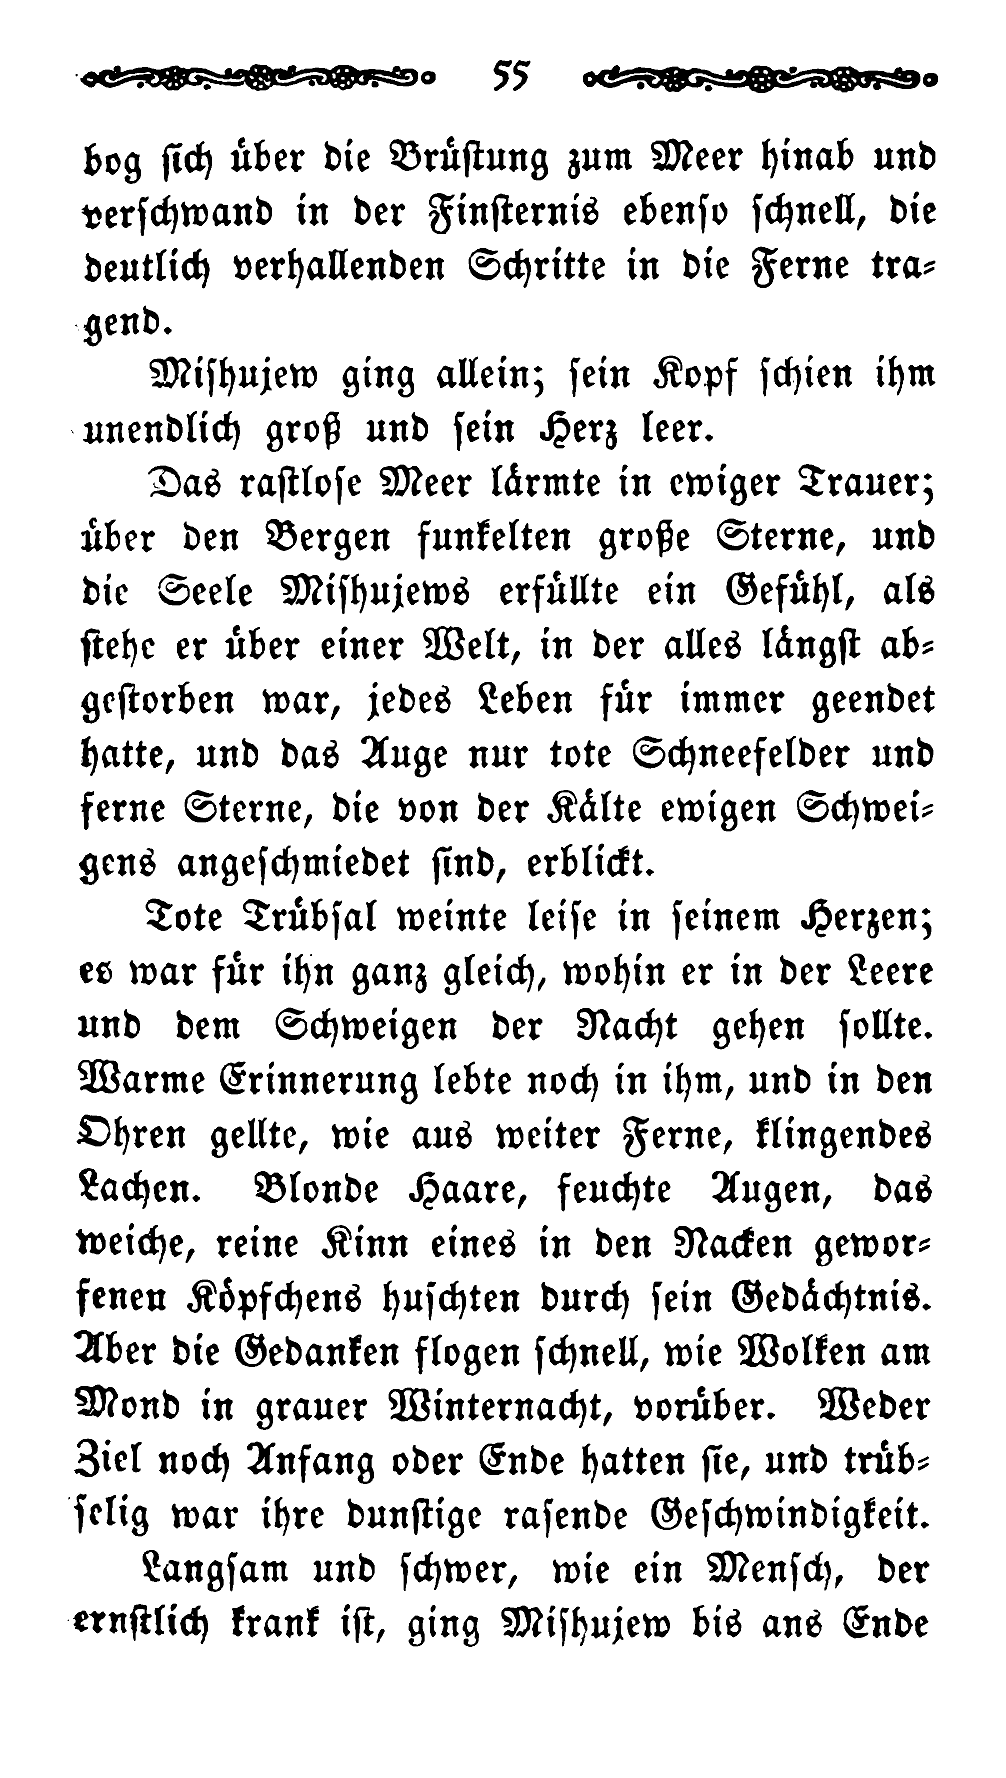 55
bog ſich über die Brüſtung zum Meer hinab und
verſchwand in der Finſternis ebenſo ſchnell, die
deutlich verhallenden Schritte in die Ferne tra⸗
gend.
Miſhujew ging allein; ſein Kopf ſchien ihm
unendlich groß und ſein Herz leer.
Das raſtloſe Meer lärmte in ewiger Trauer;
über den Bergen funkelten große Sterne, und
die Seele Miſhujews erfüllte ein Gefühl, als
ſtehe er über einer Welt, in der alles längſt ab⸗
geſtorben war, jedes Leben für immer geendet
hatte, und das Auge nur tote Schneefelder und
ferne Sterne, die von der Kälte ewigen Schwei⸗
gens angeſchmiedet ſind, erblickt.
Tote Trübſal weinte leiſe in ſeinem Herzen;
es war für ihn ganz gleich, wohin er in der Leere
und dem Schweigen der Nacht gehen ſollte.
Warme Erinnerung lebte noch in ihm, und in den
Ohren gellte, wie aus weiter Ferne, klingendes
Lachen. Blonde Haare, feuchte Augen, das
weiche, reine Kinn eines in den Nacken gewor⸗
fenen Köpfchens huſchten durch ſein Gedächtnis.
Aber die Gedanken flogen ſchnell, wie Wolken am
Mond in grauer Winternacht, vorüber. Weder
Ziel noch Anfang oder Ende hatten ſie, und trüb⸗
ſelig war ihre dunſtige raſende Geſchwindigkeit.
Langſam und ſchwer, wie ein Menſch, der
ernſtlich krank iſt, ging Miſhujew bis ans Ende